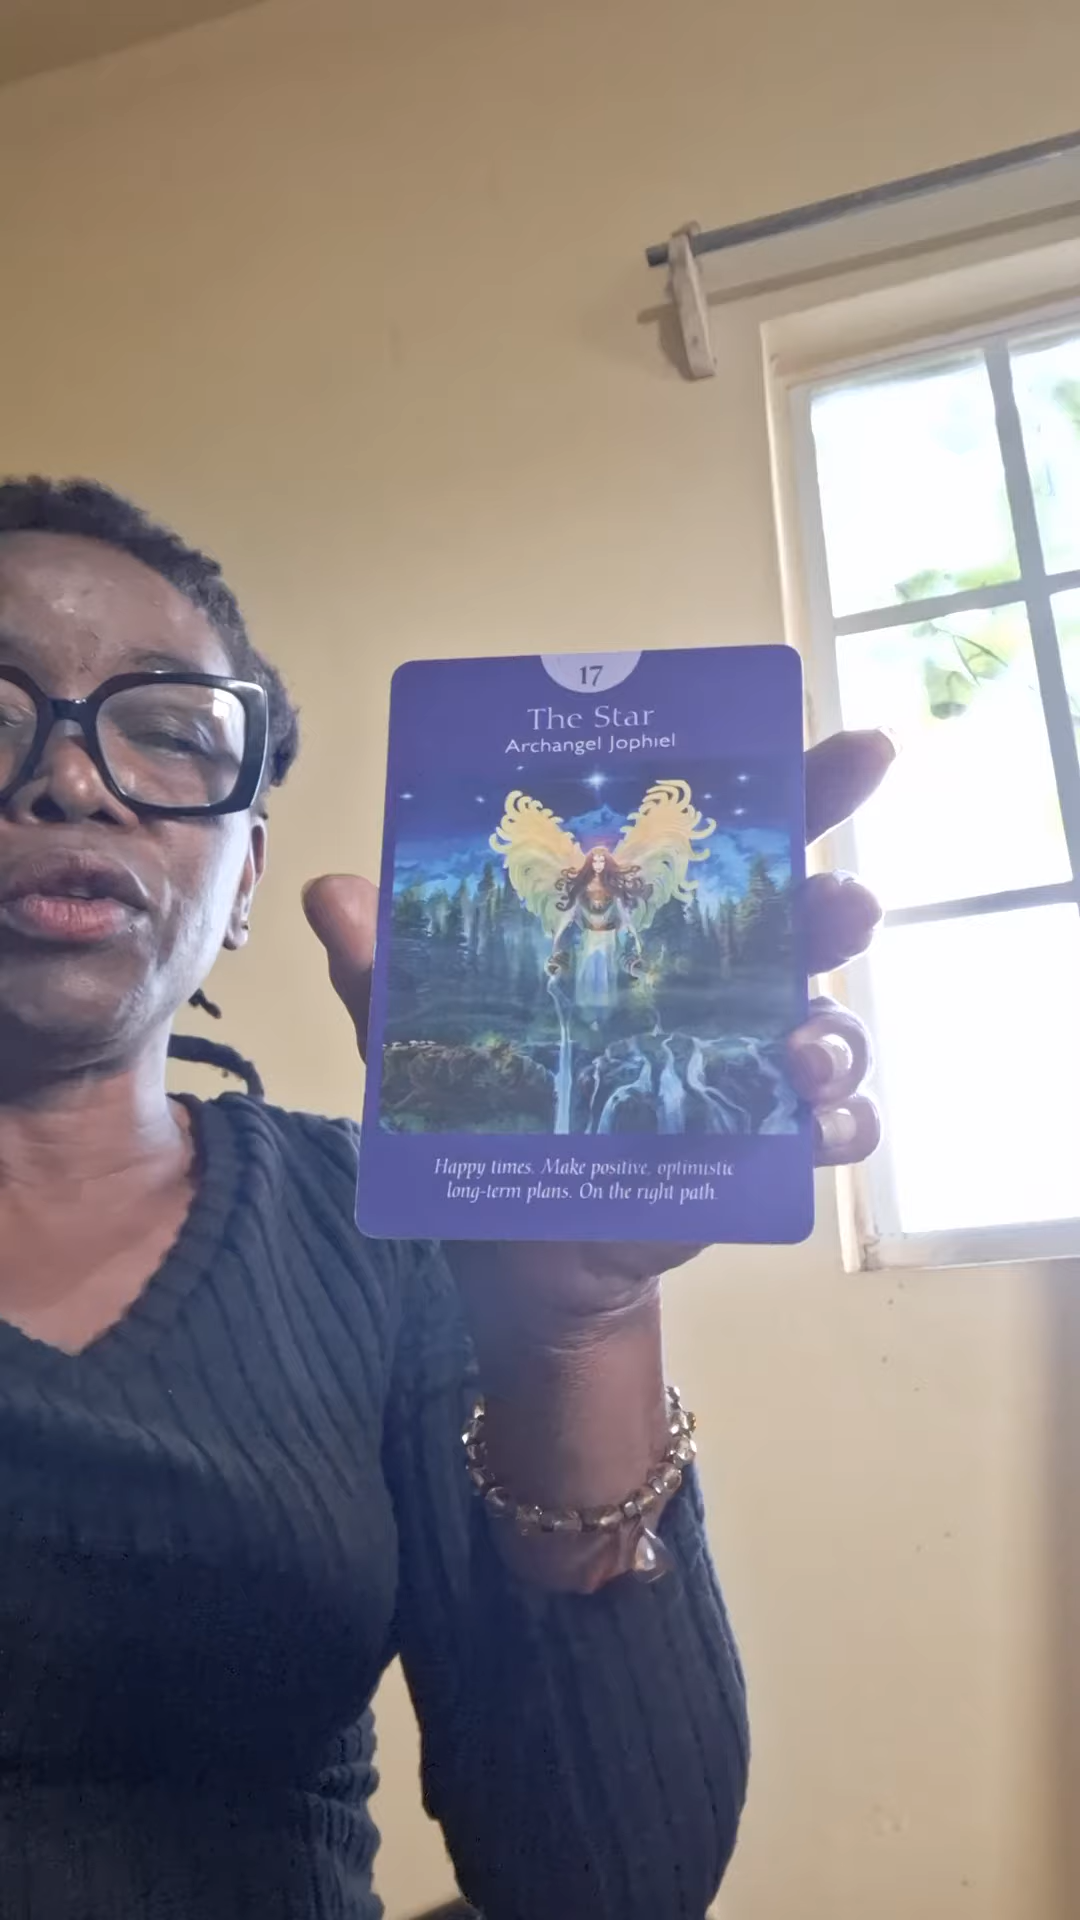 17
The Star
Archangel Jophiel
Happy times. Make positive, optimistic
long-term plans. On the right path.